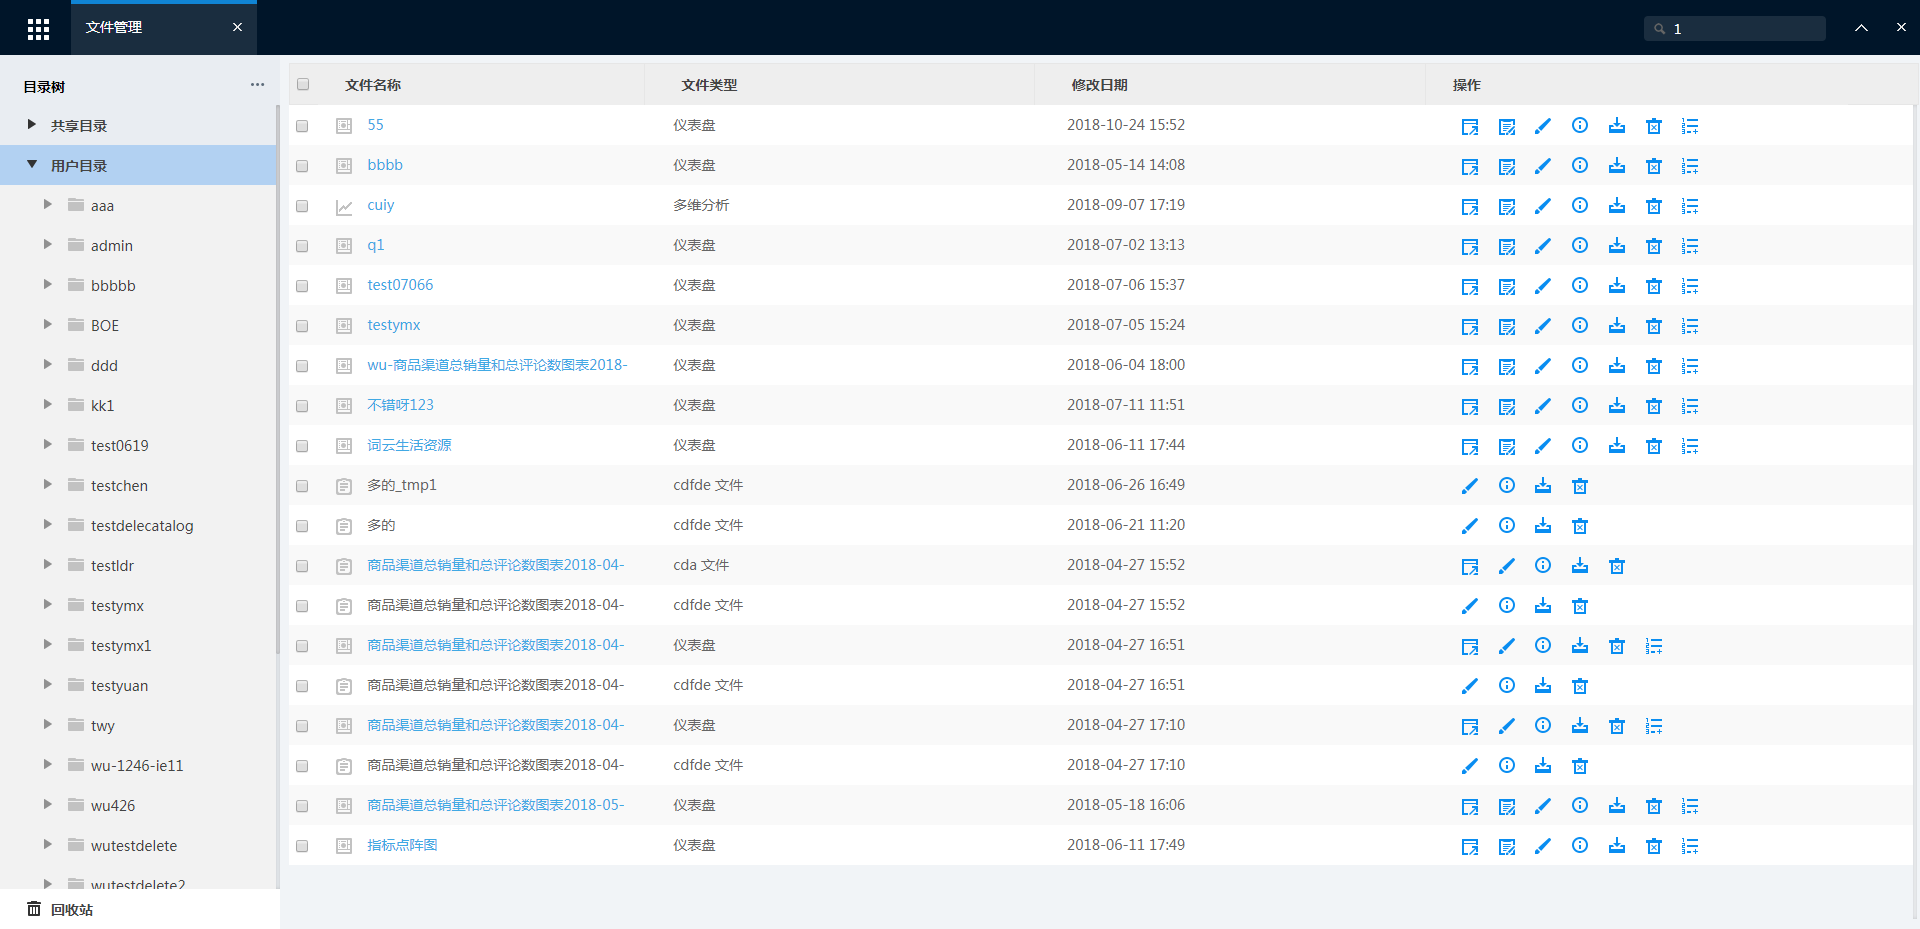 文件管理
1
目录树
共享目录
用户目录
aaa
admin
bbbbb
BOE
ddd
kk1
test0619
testchen
testdelecatalog
testldr
testymx
testymx1
testyuan
twy
wu-1246-ie11
wu426
wutestdelete
wutestdelete2
回收站
文件名称 文件类型 修改日期 操作
55 仪表盘 2018-10-24 15:52
bbbb 仪表盘 2018-05-14 14:08
cuiy 多维分析 2018-09-07 17:19
q1 仪表盘 2018-07-02 13:13
test07066 仪表盘 2018-07-06 15:37
testymx 仪表盘 2018-07-05 15:24
wu-商品渠道总销量和总评论数图表2018- 仪表盘 2018-06-04 18:00
不错呀123 仪表盘 2018-07-11 11:51
词云生活资源 仪表盘 2018-06-11 17:44
多的_tmp1 cdfde 文件 2018-06-26 16:49
多的 cdfde 文件 2018-06-21 11:20
商品渠道总销量和总评论数图表2018-04- cda 文件 2018-04-27 15:52
商品渠道总销量和总评论数图表2018-04- cdfde 文件 2018-04-27 15:52
商品渠道总销量和总评论数图表2018-04- 仪表盘 2018-04-27 16:51
商品渠道总销量和总评论数图表2018-04- cdfde 文件 2018-04-27 16:51
商品渠道总销量和总评论数图表2018-04- 仪表盘 2018-04-27 17:10
商品渠道总销量和总评论数图表2018-04- cdfde 文件 2018-04-27 17:10
商品渠道总销量和总评论数图表2018-05- 仪表盘 2018-05-18 16:06
指标点阵图 仪表盘 2018-06-11 17:49